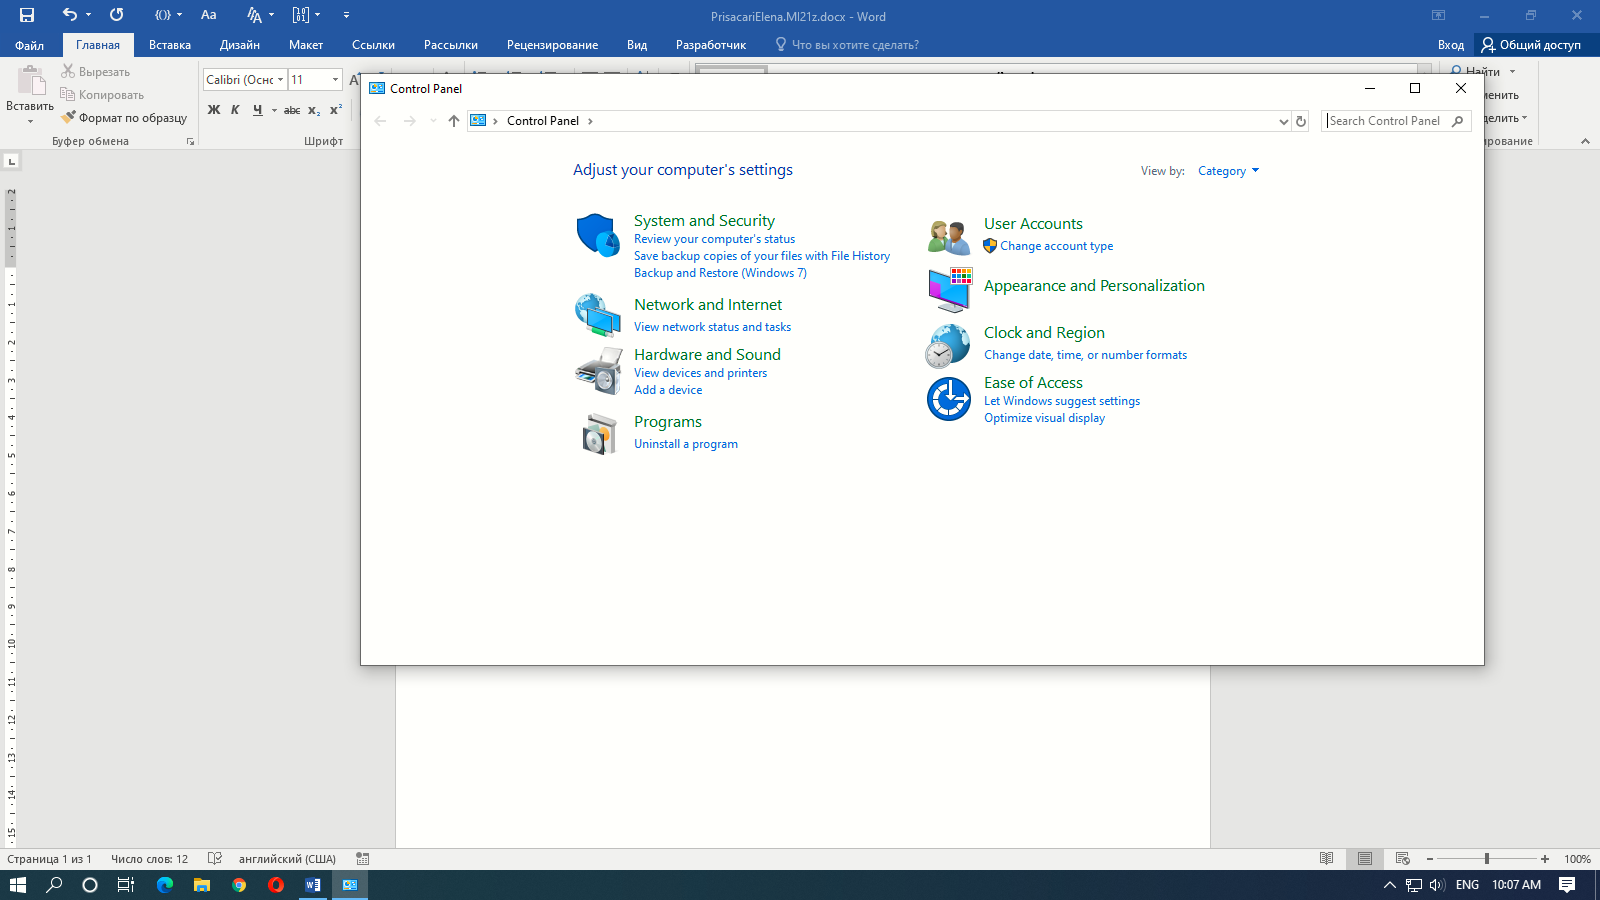 PrisacariElena.MI21z.docx - Word
Файл Главная Вставка Дизайн Макет Ссылки Рассылки Рецензирование Вид Разработчик Что вы хотите сделать? Вход Общий доступ
Вставить
Вырезать
Копировать
Формат по образцу
Буфер обмена
Calibri (Оснс 11
Ж К Ч abc x₂ x²
Шрифт
Найти
Control Panel
Control Panel
Search Control Panel
Adjust your computer's settings
View by: Category
System and Security
Review your computer's status
Save backup copies of your files with File History
Backup and Restore (Windows 7)
Network and Internet
View network status and tasks
Hardware and Sound
View devices and printers
Add a device
Programs
Uninstall a program
User Accounts
Change account type
Appearance and Personalization
Clock and Region
Change date, time, or number formats
Ease of Access
Let Windows suggest settings
Optimize visual display
Страница 1 из 1 Число слов: 12 английский (США) 100%
ENG 10:07 AM